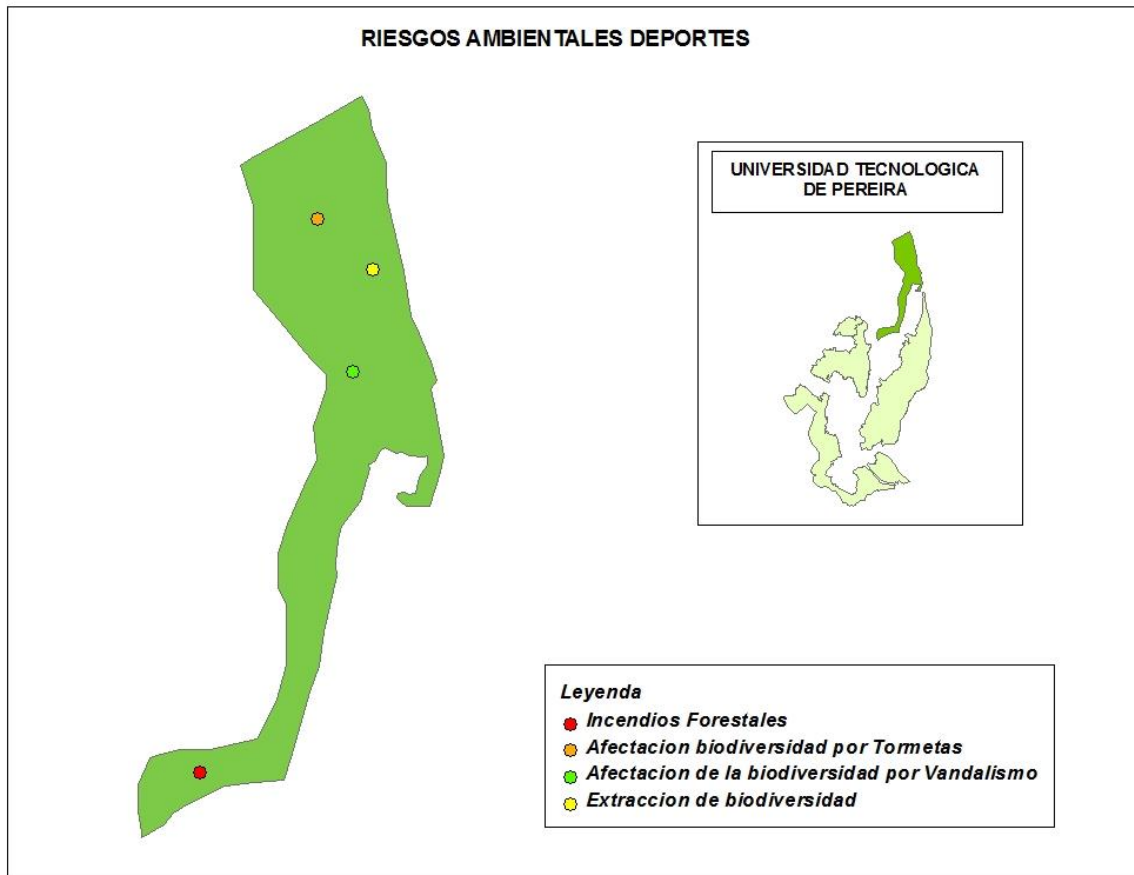 RIESGOS AMBIENTALES DEPORTES
UNIVERSIDAD TECNOLOGICA
DE PEREIRA
Leyenda
Incendios Forestales
Afectacion biodiversidad por Tormetas
Afectacion de la biodiversidad por Vandalismo
Extraccion de biodiversidad